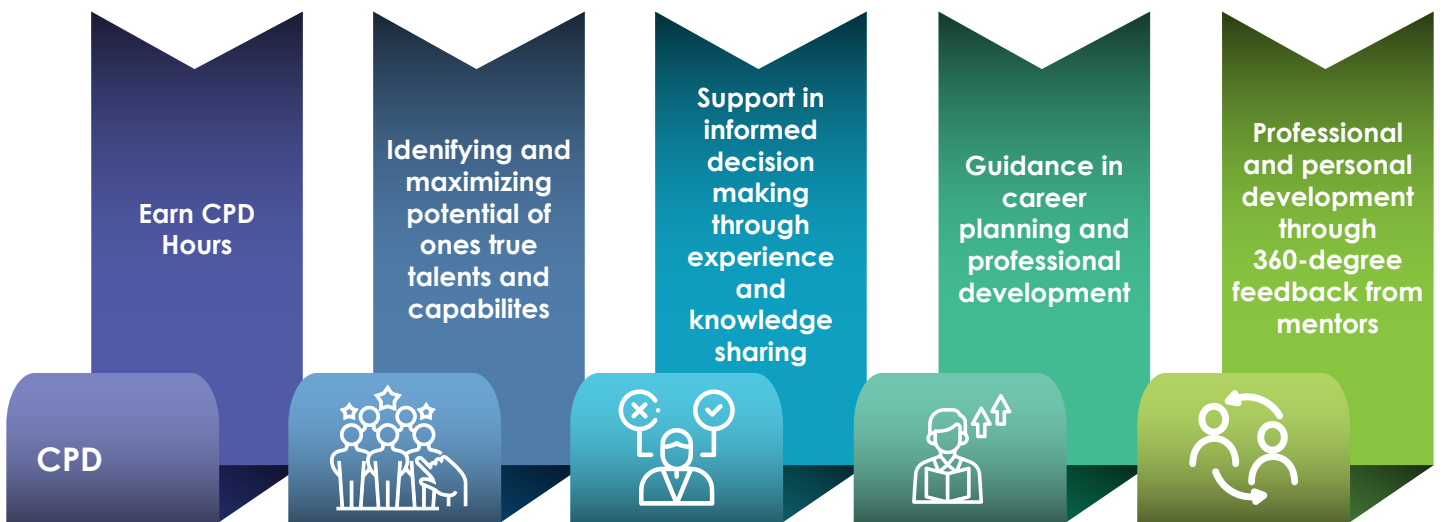 Earn CPD
Hours
CPD
Idenifying and
maximizing
potential of
ones true
talents and
capabilites
Support in
informed
decision
making
through
experience
and
knowledge
sharing
Guidance in
career
planning and
professional
development
Professional
and personal
development
through
360-degree
feedback from
mentors